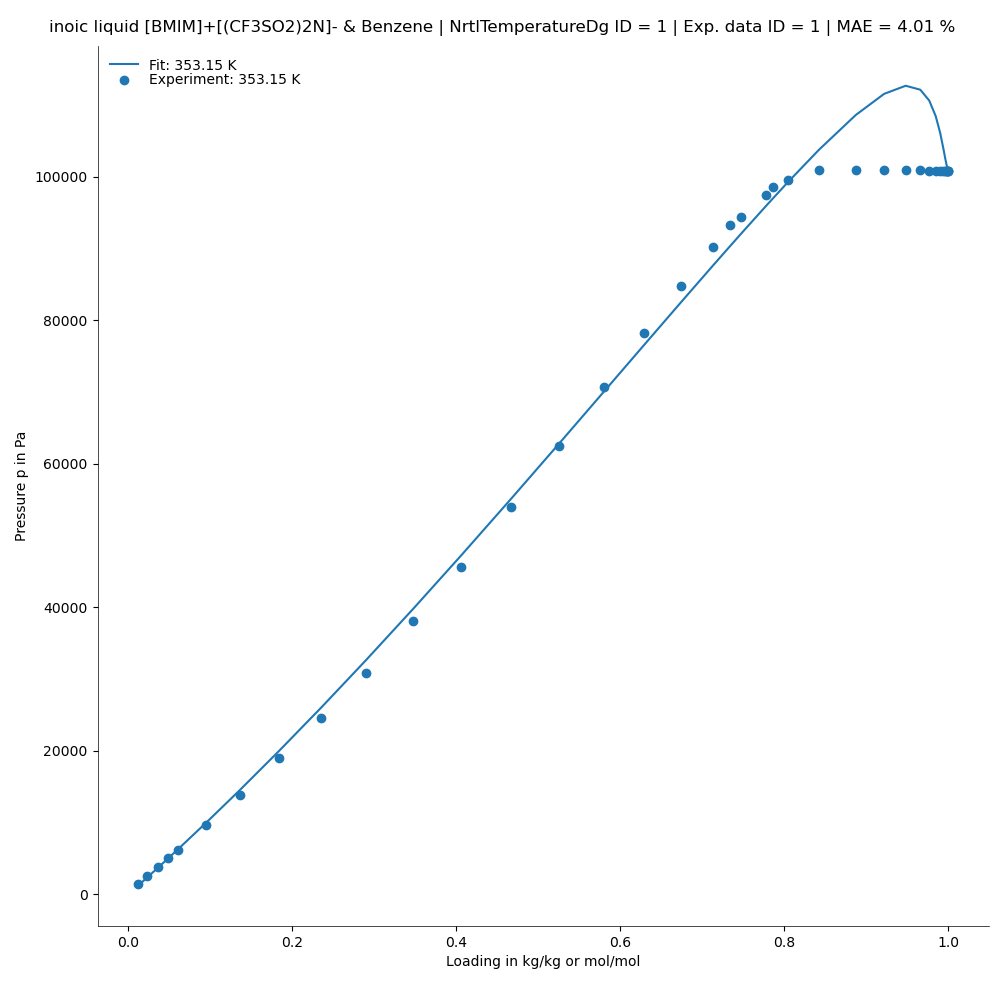 inoic liquid [BMIM]+[(CF3SO2)2N]- & Benzene | NrtlTemperatureDg ID = 1 | Exp. data ID = 1 | MAE = 4.01 %
Fit: 353.15 K
Experiment: 353.15 K
100000
80000
60000
40000
20000
0
Pressure p in Pa
0.0 0.2 0.4 0.6 0.8 1.0
Loading in kg/kg or mol/mol